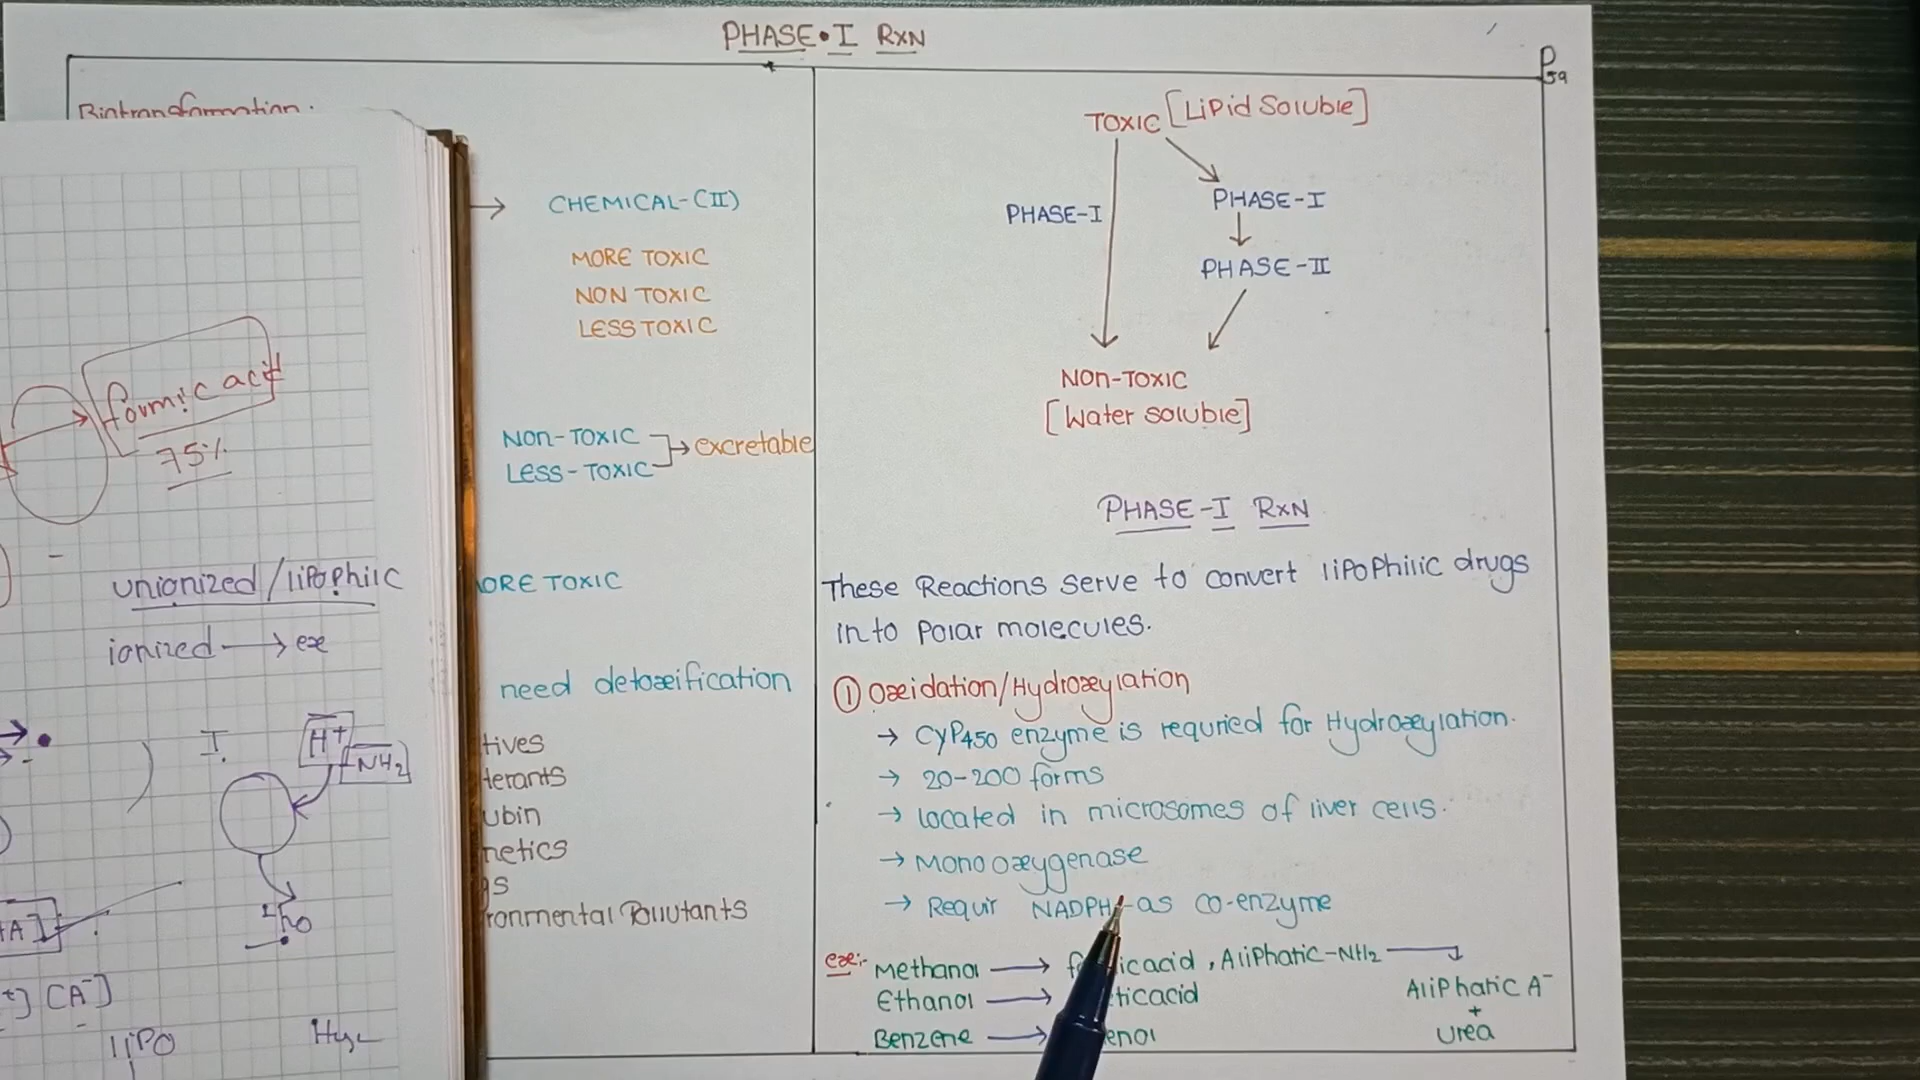 PHASE•I RXN
P
59
Biotransformation.
CHEMICAL-(II)
MORE TOXIC
NON TOXIC
LESS TOXIC
NON-TOXIC
LESS-TOXIC
excretable
ORE TOXIC
need detoxification
tives
terants
ubin
netics
gs
ronmental Pollutants
formic acid
75%
unionized/lipophilc
ionized → ex
I.
H+
NH2
[A⁻]
lipo
TOXIC [Lipid Soluble]
PHASE-I
PHASE-I
PHASE-II
NON-TOXIC
[Water soluble]
PHASE-I RXN
These Reactions serve to convert lipophilic drugs
into Polar molecules.
① Oxidation/Hydroxylation
→ CYP450 enzyme is requried for Hydroxylation.
→ 20-200 forms
→ located in microsomes of liver cells.
→ Monooxygenase
→ Requir NADPH as co-enzyme
ex:- Methanol → f icacid, Aliphatic-NH2 →
Aliphatic A⁻
+
Urea
Ethanol → ticacid
Benzene → enol